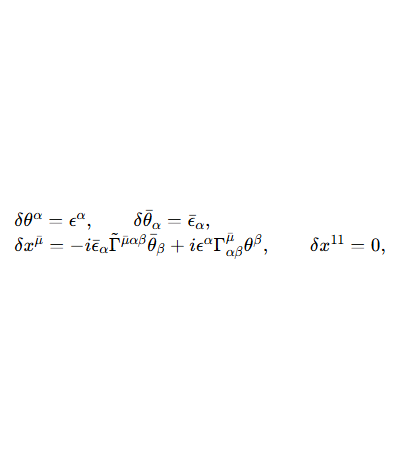 δθ^α = ϵ^α,  δθ̄_α = ϵ̄_α,
δx^μ̄ = −iϵ̄_α Γ̃^{μ̄αβ} θ̄_β + iϵ^α Γ^μ̄_{αβ} θ^β,  δx^{11} = 0,